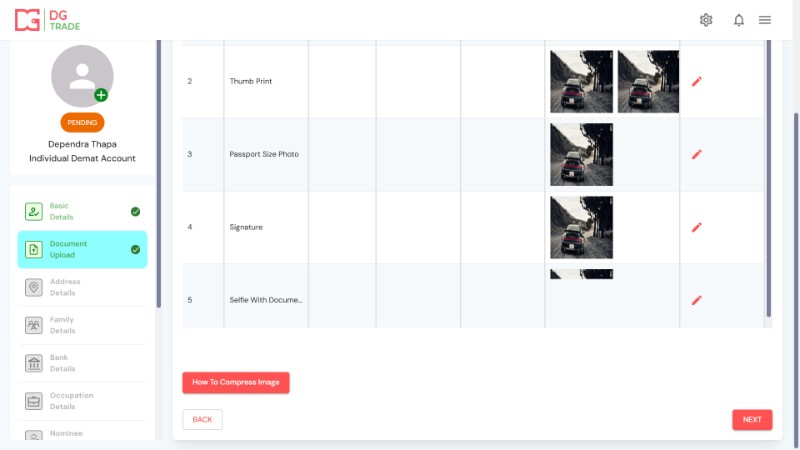 DG
TRADE
PENDING
Dependra Thapa
Individual Demat Account
Basic
Details
Document
Upload
Address
Details
Family
Details
Bank
Details
Occupation
Details
Nominee
2 Thumb Print
3 Passport Size Photo
4 Signature
5 Selfie With Docume...
How To Compress Image
BACK
NEXT